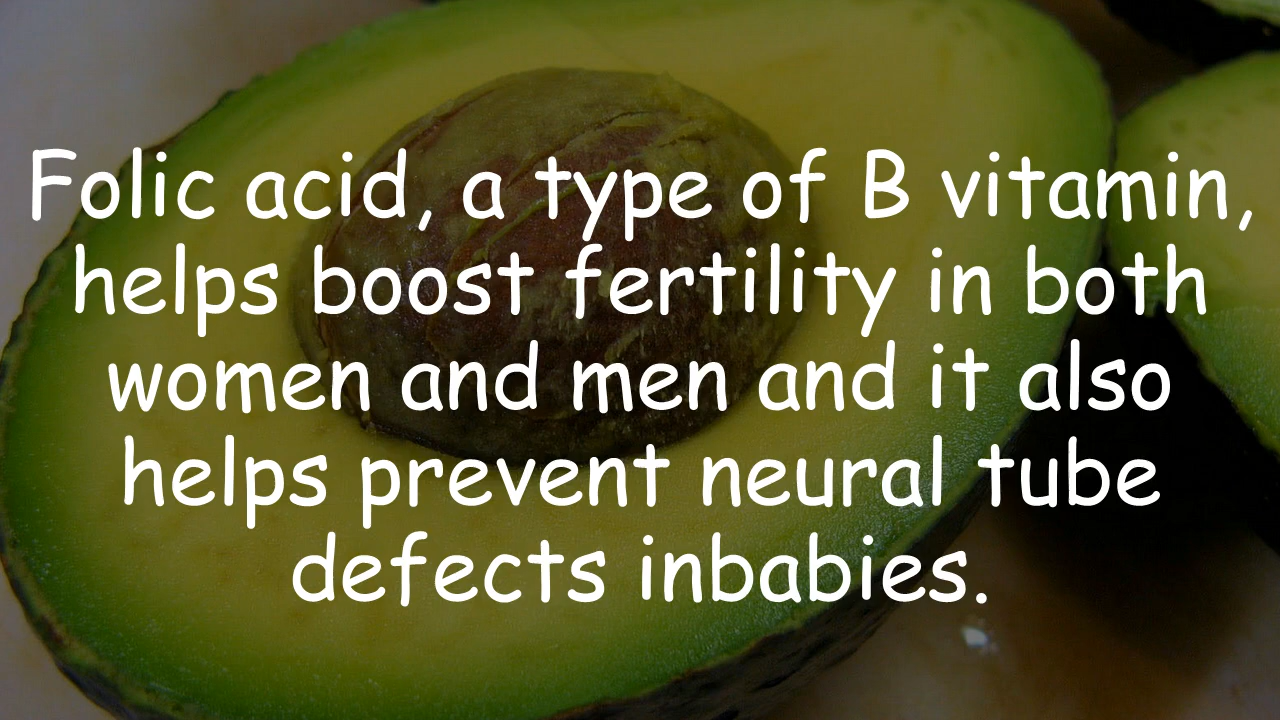 Folic acid, a type of B vitamin,
helps boost fertility in both
women and men and it also
helps prevent neural tube
defects inbabies.